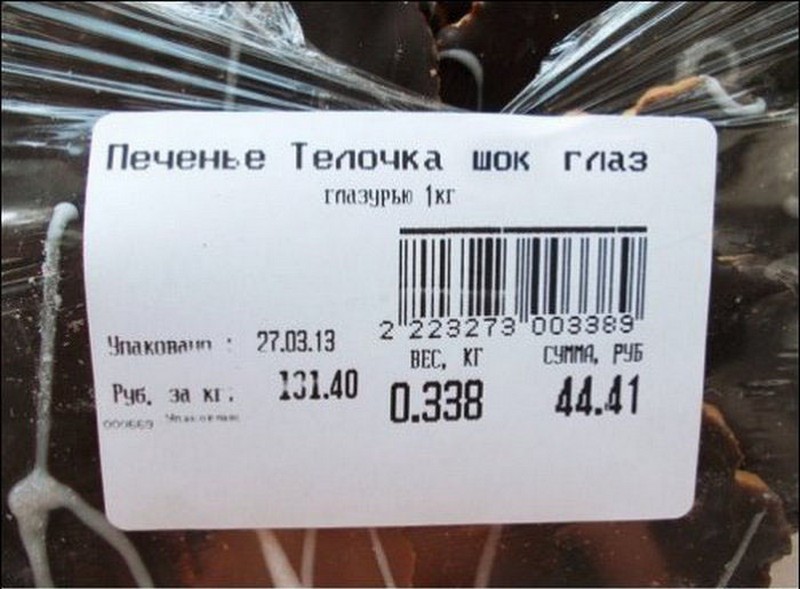 Печенье Телочка шок глаз
глазурью 1кг
2 223273 003389
Упаковано : 27.03.13
ВЕС, КГ СУММА, РУБ
Руб. за кг. 131.40 0.338 44.41